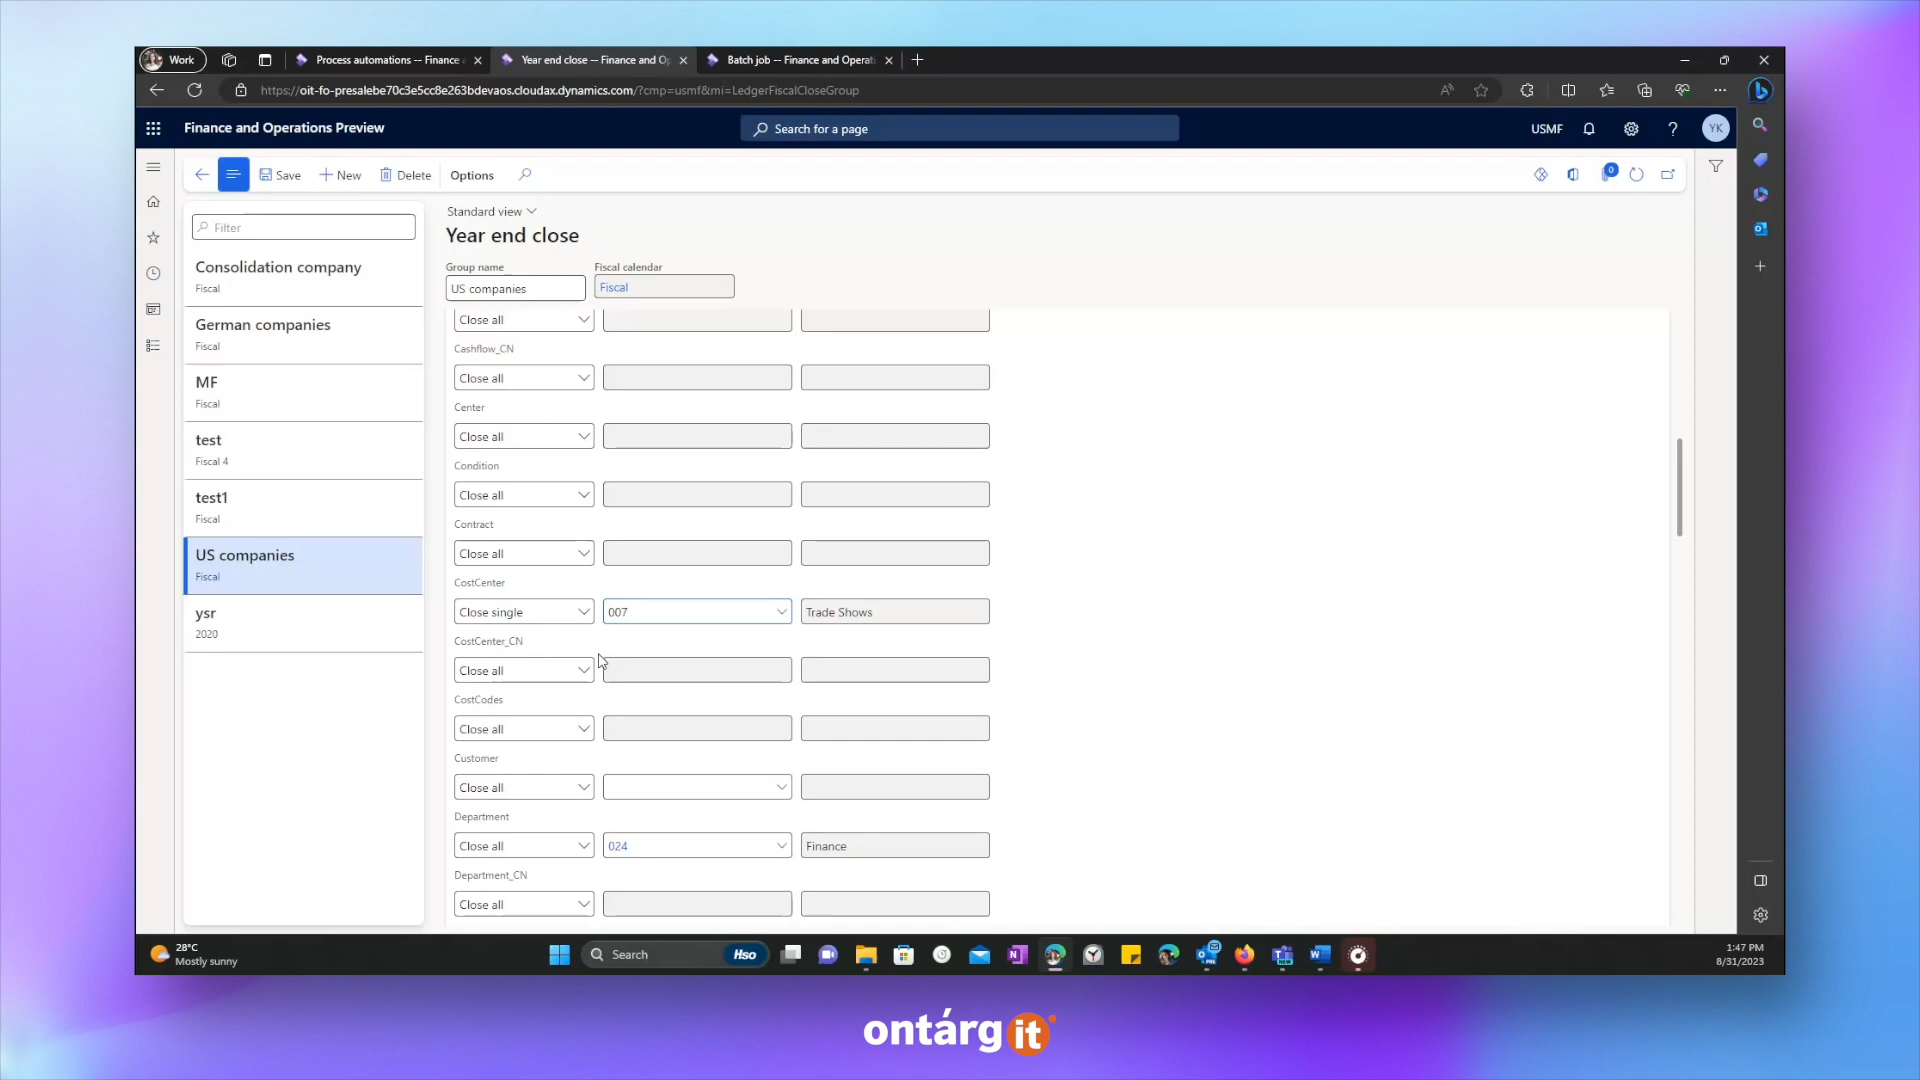 Work
Process automations -- Finance a
Year end close -- Finance and Op
Batch job -- Finance and Operati
https://oit-fo-presalebe70c3e5cc8e263bdevaos.cloudax.dynamics.com/?cmp=usmf&mi=LedgerFiscalCloseGroup
Finance and Operations Preview
Search for a page
USMF
YK
Save
New
Delete
Options
0
Filter
Consolidation company
Fiscal
German companies
Fiscal
MF
Fiscal
test
Fiscal 4
test1
Fiscal
US companies
Fiscal
ysr
2020
Standard view
Year end close
Group name
Fiscal calendar
US companies
Fiscal
Close all
Cashflow_CN
Close all
Center
Close all
Condition
Close all
Contract
Close all
CostCenter
Close single
007
Trade Shows
CostCenter_CN
Close all
CostCodes
Close all
Customer
Close all
Department
Close all
024
Finance
Department_CN
Close all
28°C
Mostly sunny
Search
Hso
1:47 PM
8/31/2023
ontárg it